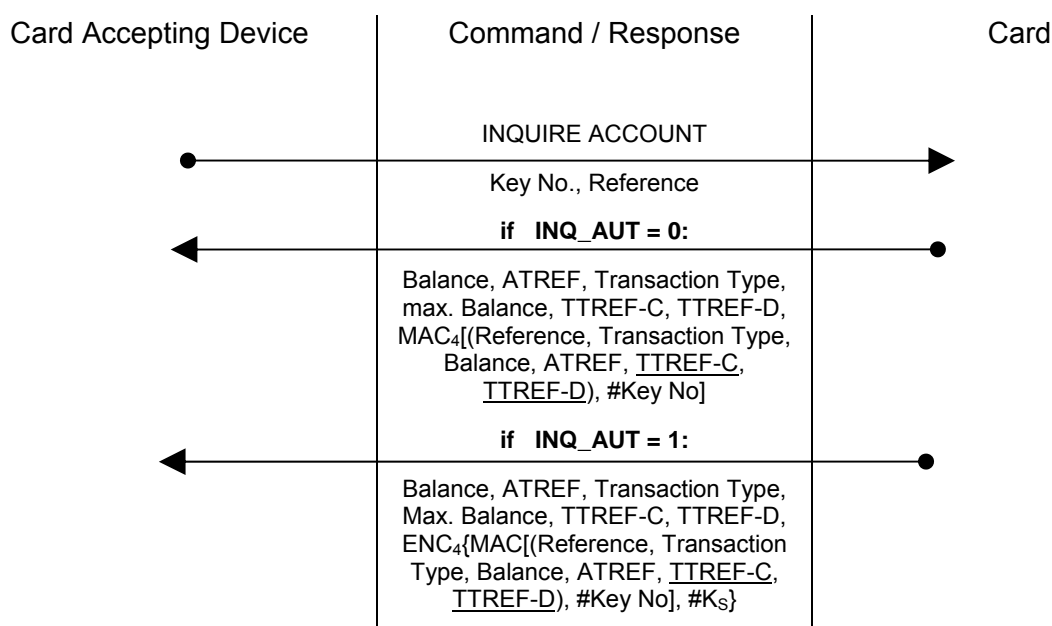 Card Accepting Device
Command / Response
Card
INQUIRE ACCOUNT
Key No., Reference
if INQ_AUT = 0:
Balance, ATREF, Transaction Type,
max. Balance, TTREF-C, TTREF-D,
MAC₄[(Reference, Transaction Type,
Balance, ATREF, TTREF-C,
TTREF-D), #Key No]
if INQ_AUT = 1:
Balance, ATREF, Transaction Type,
Max. Balance, TTREF-C, TTREF-D,
ENC₄{MAC[(Reference, Transaction
Type, Balance, ATREF, TTREF-C,
TTREF-D), #Key No], #Kₛ}